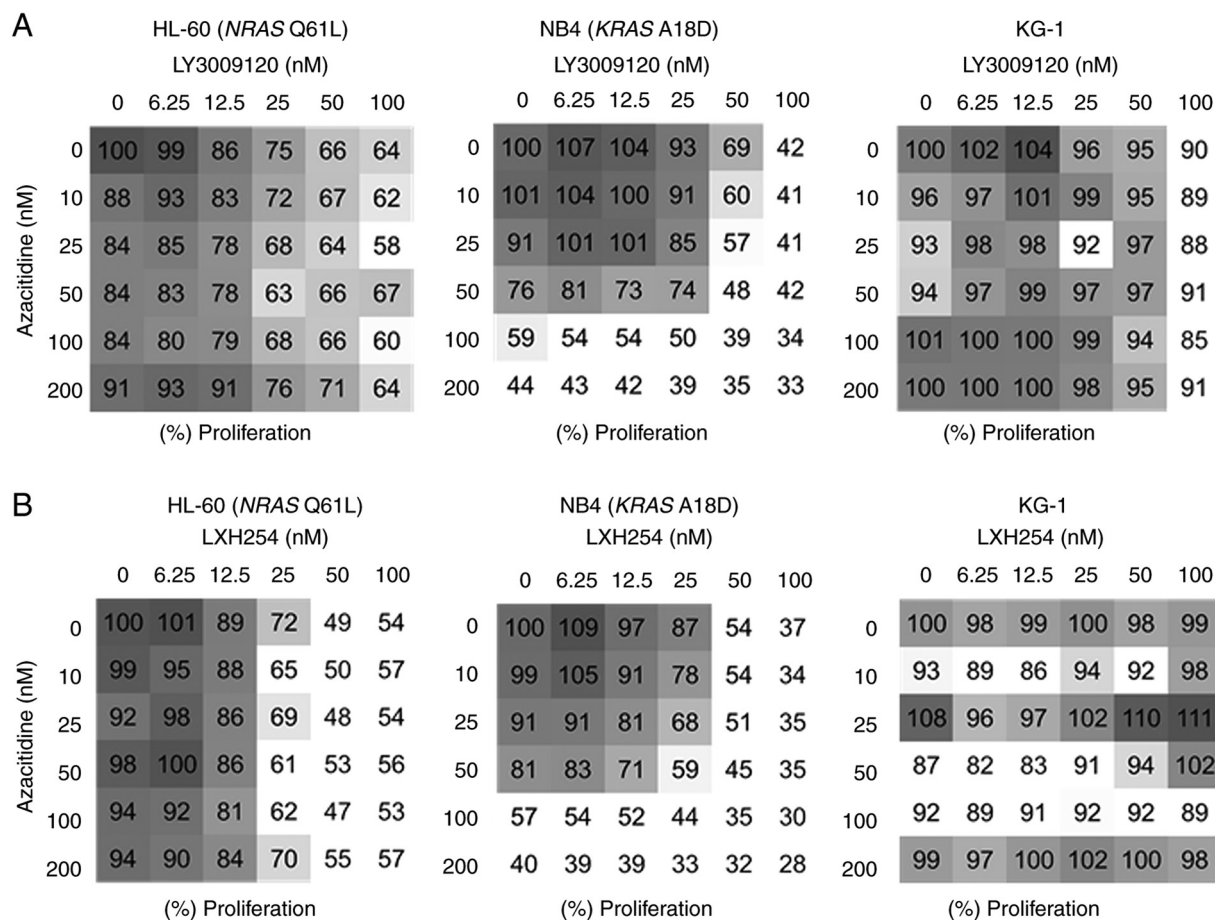 A
HL-60 (NRAS Q61L) NB4 (KRAS A18D) KG-1
LY3009120 (nM) LY3009120 (nM) LY3009120 (nM)
0 6.25 12.5 25 50 100 0 6.25 12.5 25 50 100 0 6.25 12.5 25 50 100
Azacitidine (nM)
0 100 99 86 75 66 64 0 100 107 104 93 69 42 0 100 102 104 96 95 90
10 88 93 83 72 67 62 10 101 104 100 91 60 41 10 96 97 101 99 95 89
25 84 85 78 68 64 58 25 91 101 101 85 57 41 25 93 98 98 92 97 88
50 84 83 78 63 66 67 50 76 81 73 74 48 42 50 94 97 99 97 97 91
100 84 80 79 68 66 60 100 59 54 54 50 39 34 100 101 100 100 99 94 85
200 91 93 91 76 71 64 200 44 43 42 39 35 33 200 100 100 100 98 95 91
(%) Proliferation (%) Proliferation (%) Proliferation
B
HL-60 (NRAS Q61L) NB4 (KRAS A18D) KG-1
LXH254 (nM) LXH254 (nM) LXH254 (nM)
0 6.25 12.5 25 50 100 0 6.25 12.5 25 50 100 0 6.25 12.5 25 50 100
Azacitidine (nM)
0 100 101 89 72 49 54 0 100 109 97 87 54 37 0 100 98 99 100 98 99
10 99 95 88 65 50 57 10 99 105 91 78 54 34 10 93 89 86 94 92 98
25 92 98 86 69 48 54 25 91 91 81 68 51 35 25 108 96 97 102 110 111
50 98 100 86 61 53 56 50 81 83 71 59 45 35 50 87 82 83 91 94 102
100 94 92 81 62 47 53 100 57 54 52 44 35 30 100 92 89 91 92 92 89
200 94 90 84 70 55 57 200 40 39 39 33 32 28 200 99 97 100 102 100 98
(%) Proliferation (%) Proliferation (%) Proliferation